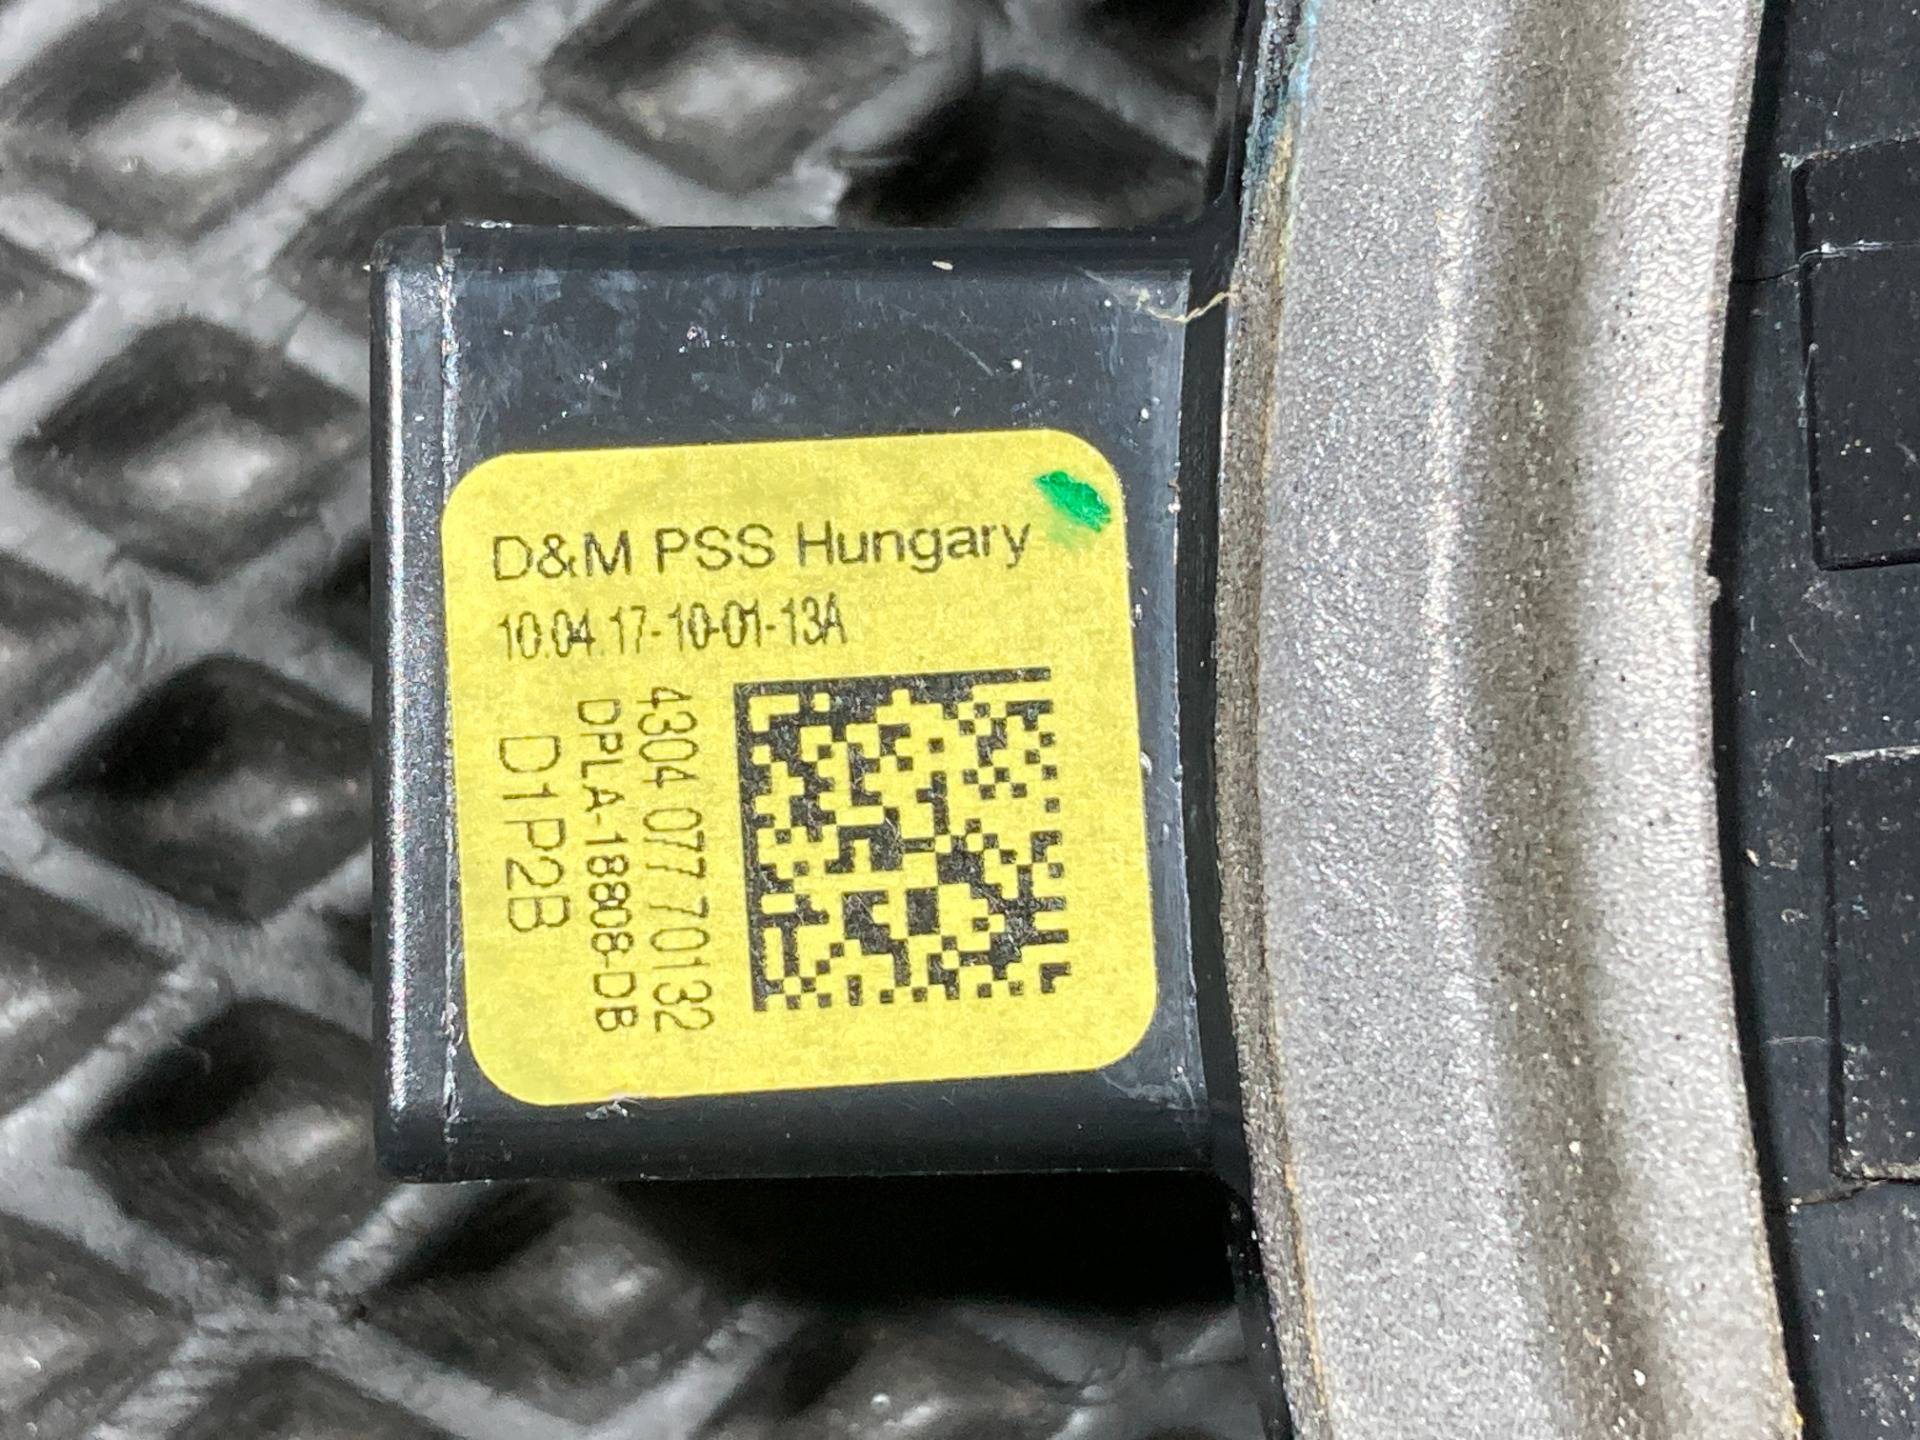 D&M PSS Hungary
10.04.17-10-01-13A
4304 077 70132
DPLA-18808-DB
D1P2B